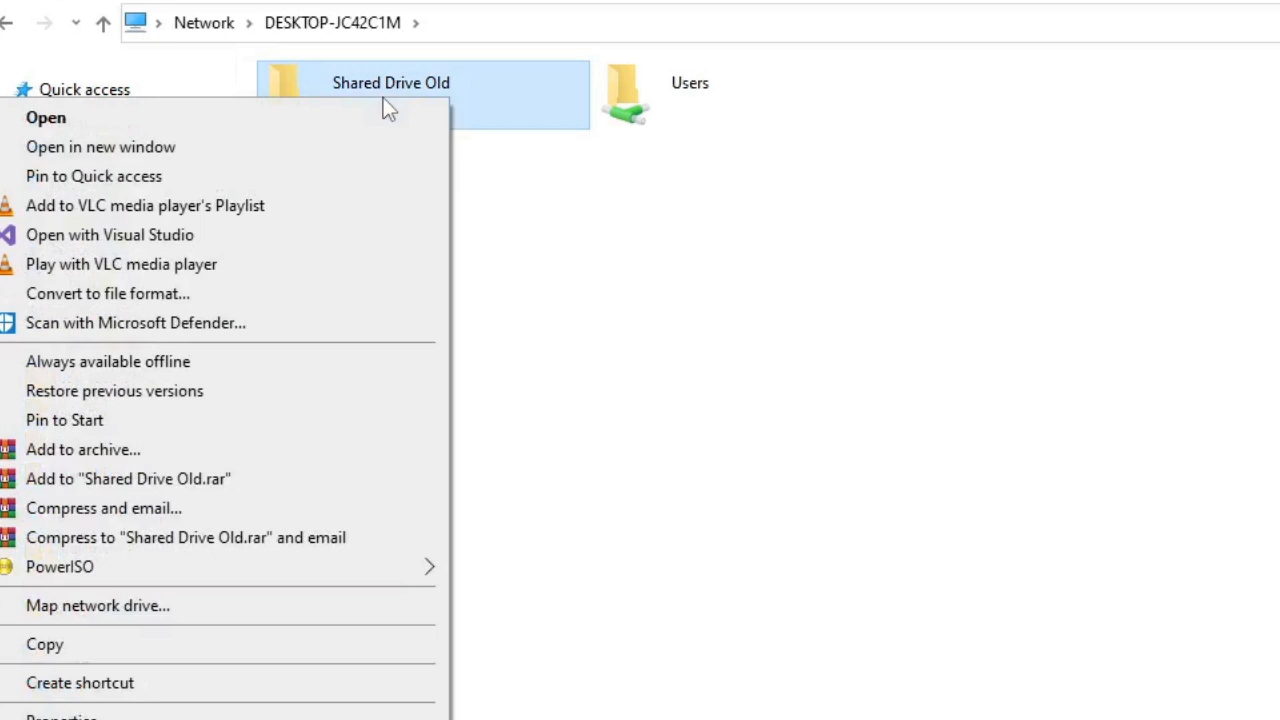 Network > DESKTOP-JC42C1M >
Quick access
Shared Drive Old
Users
Open
Open in new window
Pin to Quick access
Add to VLC media player's Playlist
Open with Visual Studio
Play with VLC media player
Convert to file format...
Scan with Microsoft Defender...
Always available offline
Restore previous versions
Pin to Start
Add to archive...
Add to "Shared Drive Old.rar"
Compress and email...
Compress to "Shared Drive Old.rar" and email
PowerISO
Map network drive...
Copy
Create shortcut
Properties